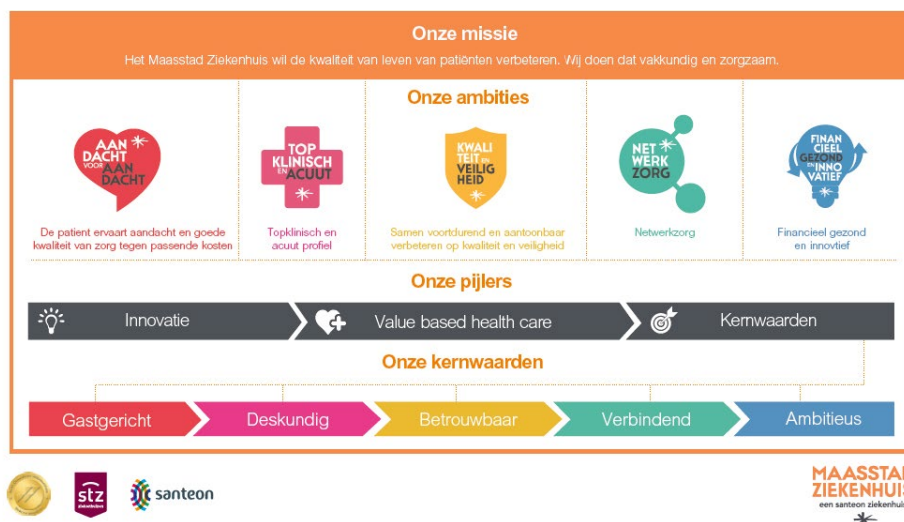 Onze missie
Het Maasstad Ziekenhuis wil de kwaliteit van leven van patiënten verbeteren. Wij doen dat vakkundig en zorgzaam.
Onze ambities
AAN
DACHT
VOOR AAN
DACHT
TOP
KLINISCH
EN ACUUT
KWALI
TEIT EN
VEILIG
HEID
NET
WERK
ZORG
FINAN
CIEEL
GEZOND
EN INNO
VATIEF
De patient ervaart aandacht en goede
kwaliteit van zorg tegen passende kosten
Topklinisch en
acuut profiel
Samen voortdurend en aantoonbaar
verbeteren op kwaliteit en veiligheid
Netwerkzorg
Financieel gezond
en innovtief
Onze pijlers
Innovatie
Value based health care
Kernwaarden
Onze kernwaarden
Gastgericht
Deskundig
Betrouwbaar
Verbindend
Ambitieus
stz
santeon
MAASSTAD
ZIEKENHUIS
een santeon ziekenhuis